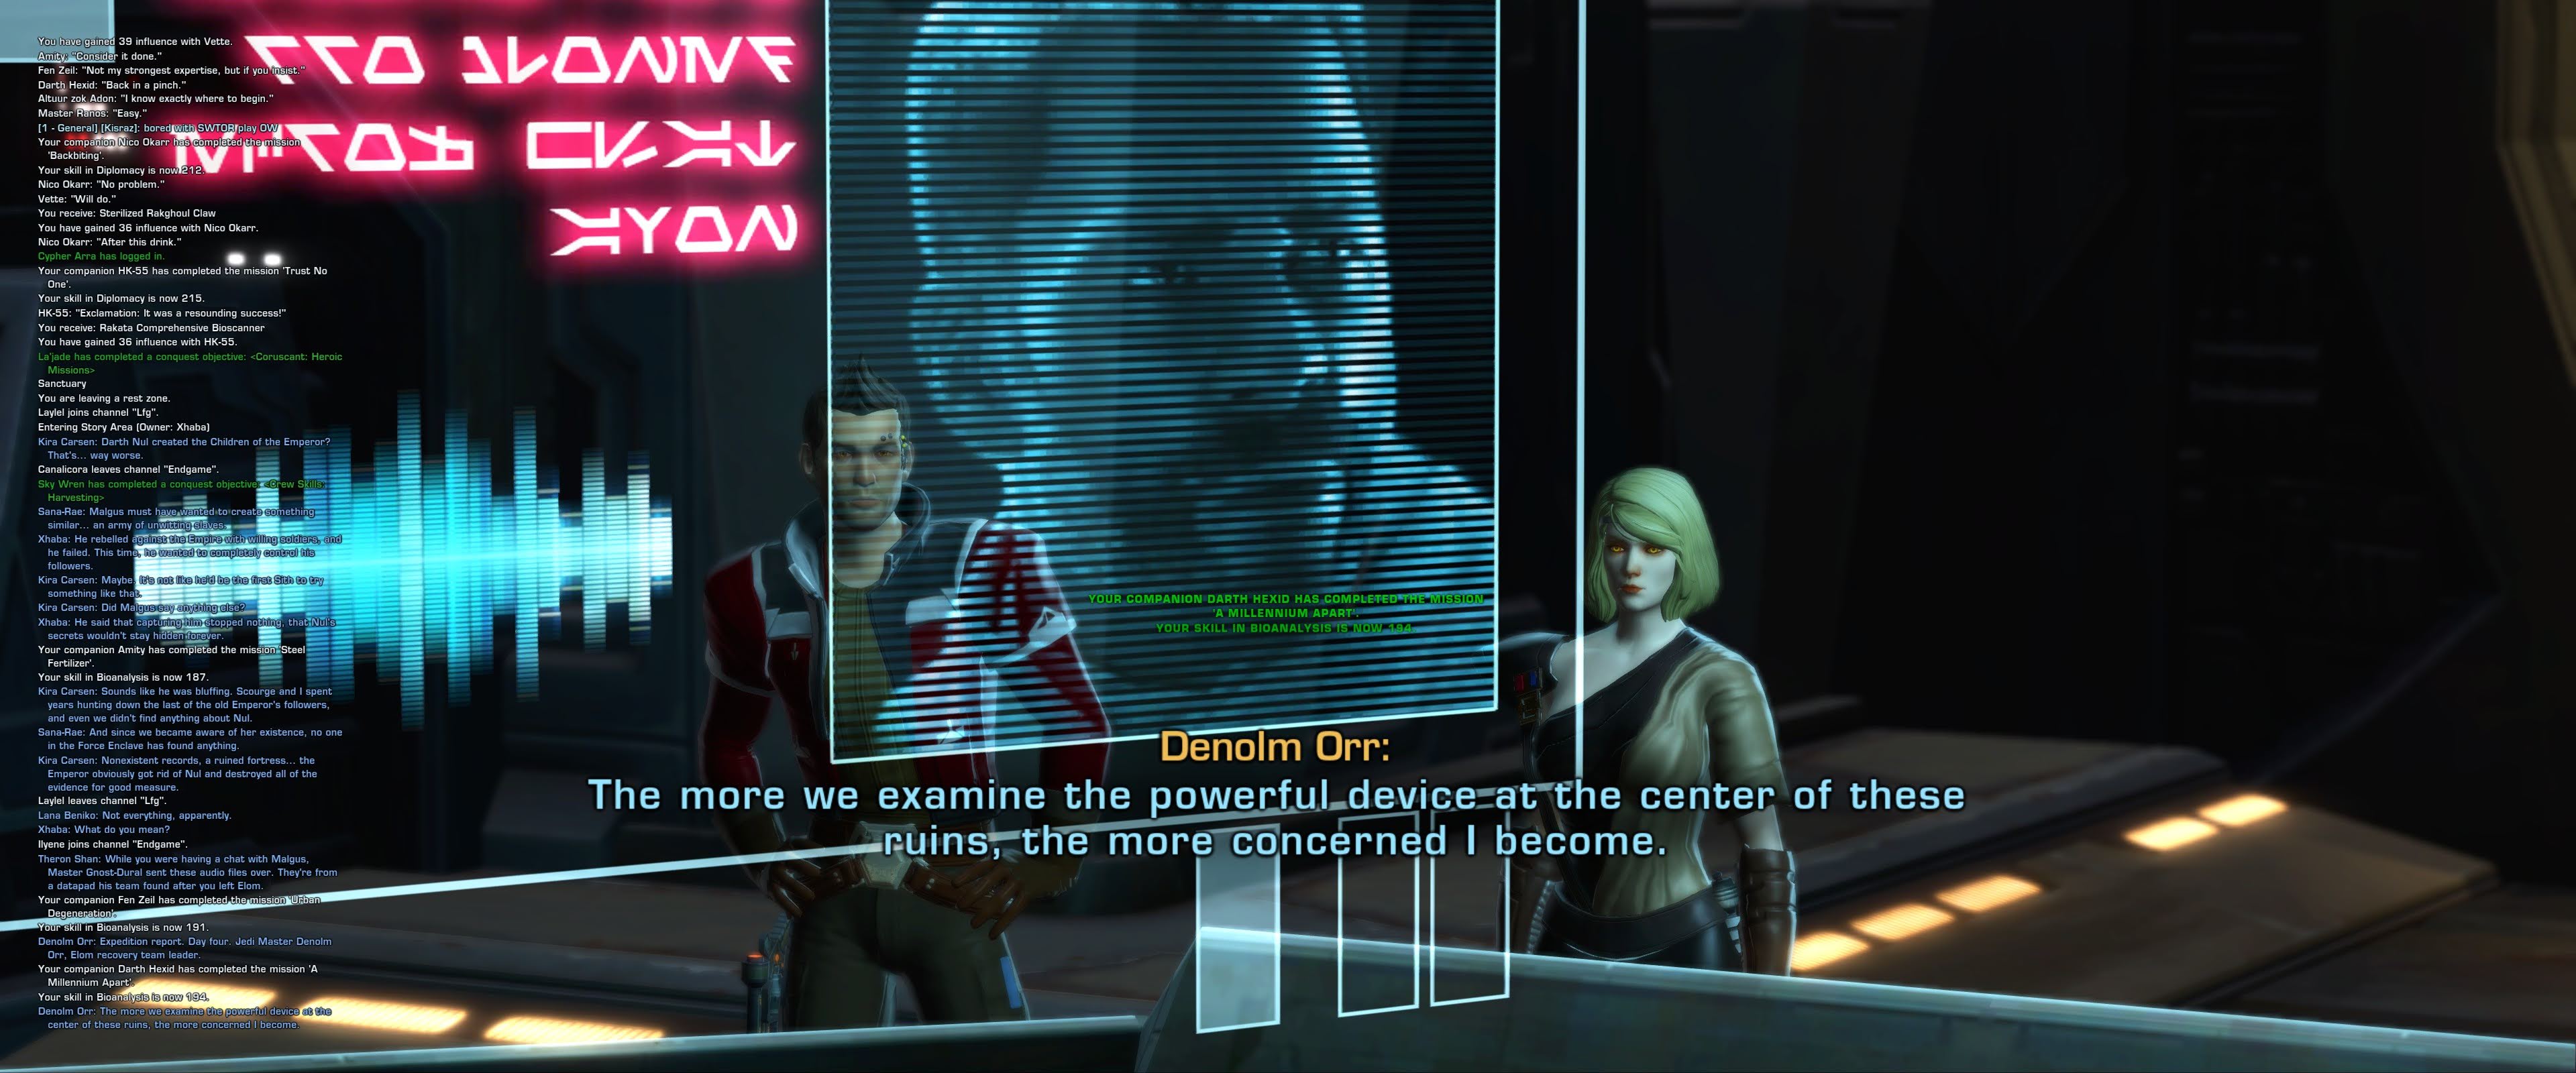 You have gained 39 influence with Vette.
Amity: "Consider it done."
Fen Zeil: "Not my strongest expertise, but if you insist."
Darth Hexid: "Back in a pinch."
Altuur zok Adon: "I know exactly where to begin."
Master Ranos: "Easy."
[1 - General] [Kisraz]: bored with SWTOR play OW
Your companion Nico Okarr has completed the mission
'Backbiting'.
Your skill in Diplomacy is now 212.
Nico Okarr: "No problem."
Vette: "Will do."
You receive: Sterilized Rakghoul Claw
You have gained 36 influence with Nico Okarr.
Nico Okarr: "After this drink."
Cypher Arra has logged in.
Your companion HK-55 has completed the mission 'Trust No
One'.
Your skill in Diplomacy is now 215.
HK-55: "Exclamation: It was a resounding success!"
You receive: Rakata Comprehensive Bioscanner
You have gained 36 influence with HK-55.
La'jade has completed a conquest objective: <Coruscant: Heroic
Missions>
Sanctuary
You are leaving a rest zone.
Laylel joins channel "Lfg".
Entering Story Area (Owner: Xhaba)
Kira Carsen: Darth Nul created the Children of the Emperor?
That's... way worse.
Canalicora leaves channel "Endgame".
Sky Wren has completed a conquest objective: <Crew Skills:
Harvesting>
Sana-Rae: Malgus must have wanted to create something
similar... an army of unwitting slaves.
Xhaba: He rebelled against the Empire with willing soldiers, and
he failed. This time, he wanted to completely control his
followers.
Kira Carsen: Maybe. It's not like he'd be the first Sith to try
something like that.
Kira Carsen: Did Malgus say anything else?
Xhaba: He said that capturing him stopped nothing, that Nul's
secrets wouldn't stay hidden forever.
Your companion Amity has completed the mission 'Steel
Fertilizer'.
Your skill in Bioanalysis is now 187.
Kira Carsen: Sounds like he was bluffing. Scourge and I spent
years hunting down the last of the old Emperor's followers,
and even we didn't find anything about Nul.
Sana-Rae: And since we became aware of her existence, no one
in the Force Enclave has found anything.
Kira Carsen: Nonexistent records, a ruined fortress... the
Emperor obviously got rid of Nul and destroyed all of the
evidence for good measure.
Laylel leaves channel "Lfg".
Lana Beniko: Not everything, apparently.
Xhaba: What do you mean?
Ilyene joins channel "Endgame".
Theron Shan: While you were having a chat with Malgus,
Master Gnost-Dural sent these audio files over. They're from
a datapad his team found after you left Elom.
Your companion Fen Zeil has completed the mission 'Urban
Degeneration'.
Your skill in Bioanalysis is now 191.
Denolm Orr: Expedition report. Day four. Jedi Master Denolm
Orr, Elom recovery team leader.
Your companion Darth Hexid has completed the mission 'A
Millennium Apart'.
Your skill in Bioanalysis is now 194.
Denolm Orr: The more we examine the powerful device at the
center of these ruins, the more concerned I become.
YOUR COMPANION DARTH HEXID HAS COMPLETED THE MISSION
'A MILLENNIUM APART'.
YOUR SKILL IN BIOANALYSIS IS NOW 194.
Denolm Orr:
The more we examine the powerful device at the center of these
ruins, the more concerned I become.